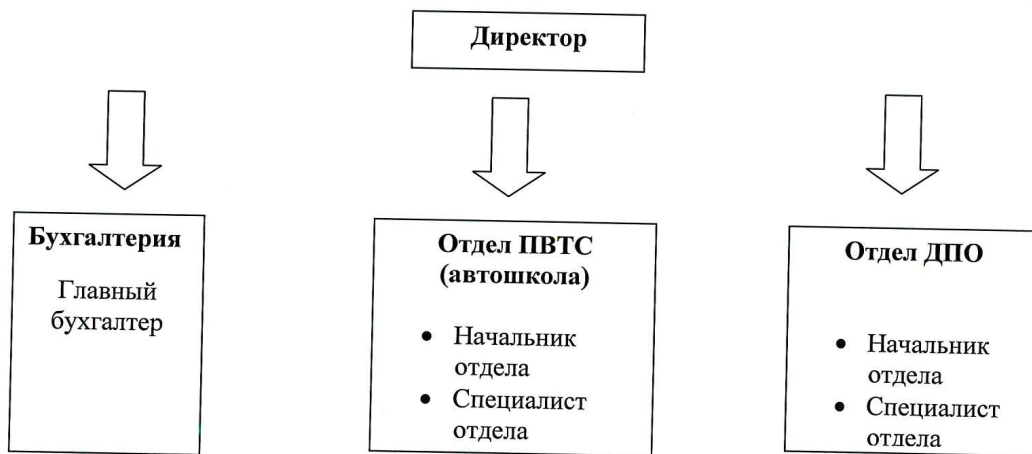 Директор
Бухгалтерия
Главный
бухгалтер
Отдел ПВТС
(автошкола)
• Начальник
отдела
• Специалист
отдела
Отдел ДПО
• Начальник
отдела
• Специалист
отдела